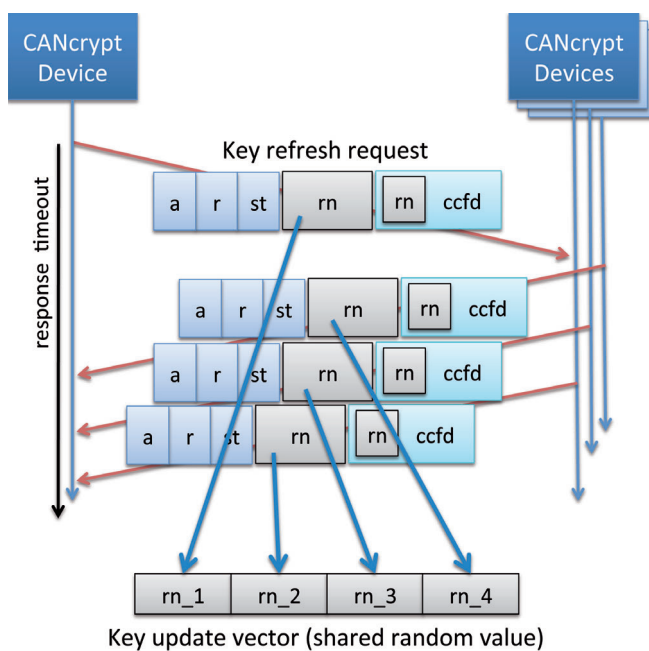 CANcrypt
Device
CANcrypt
Devices
Key refresh request
a r st rn rn ccfd
response timeout
a r st rn rn ccfd
a r st rn rn ccfd
a r st rn rn ccfd
rn_1 rn_2 rn_3 rn_4
Key update vector (shared random value)